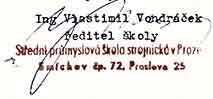 Ing Vlastimil Vondráček
ředitel školy
Střední průmyslová škola strojnická v Praze
Smíchov čp. 72, Preslova 25